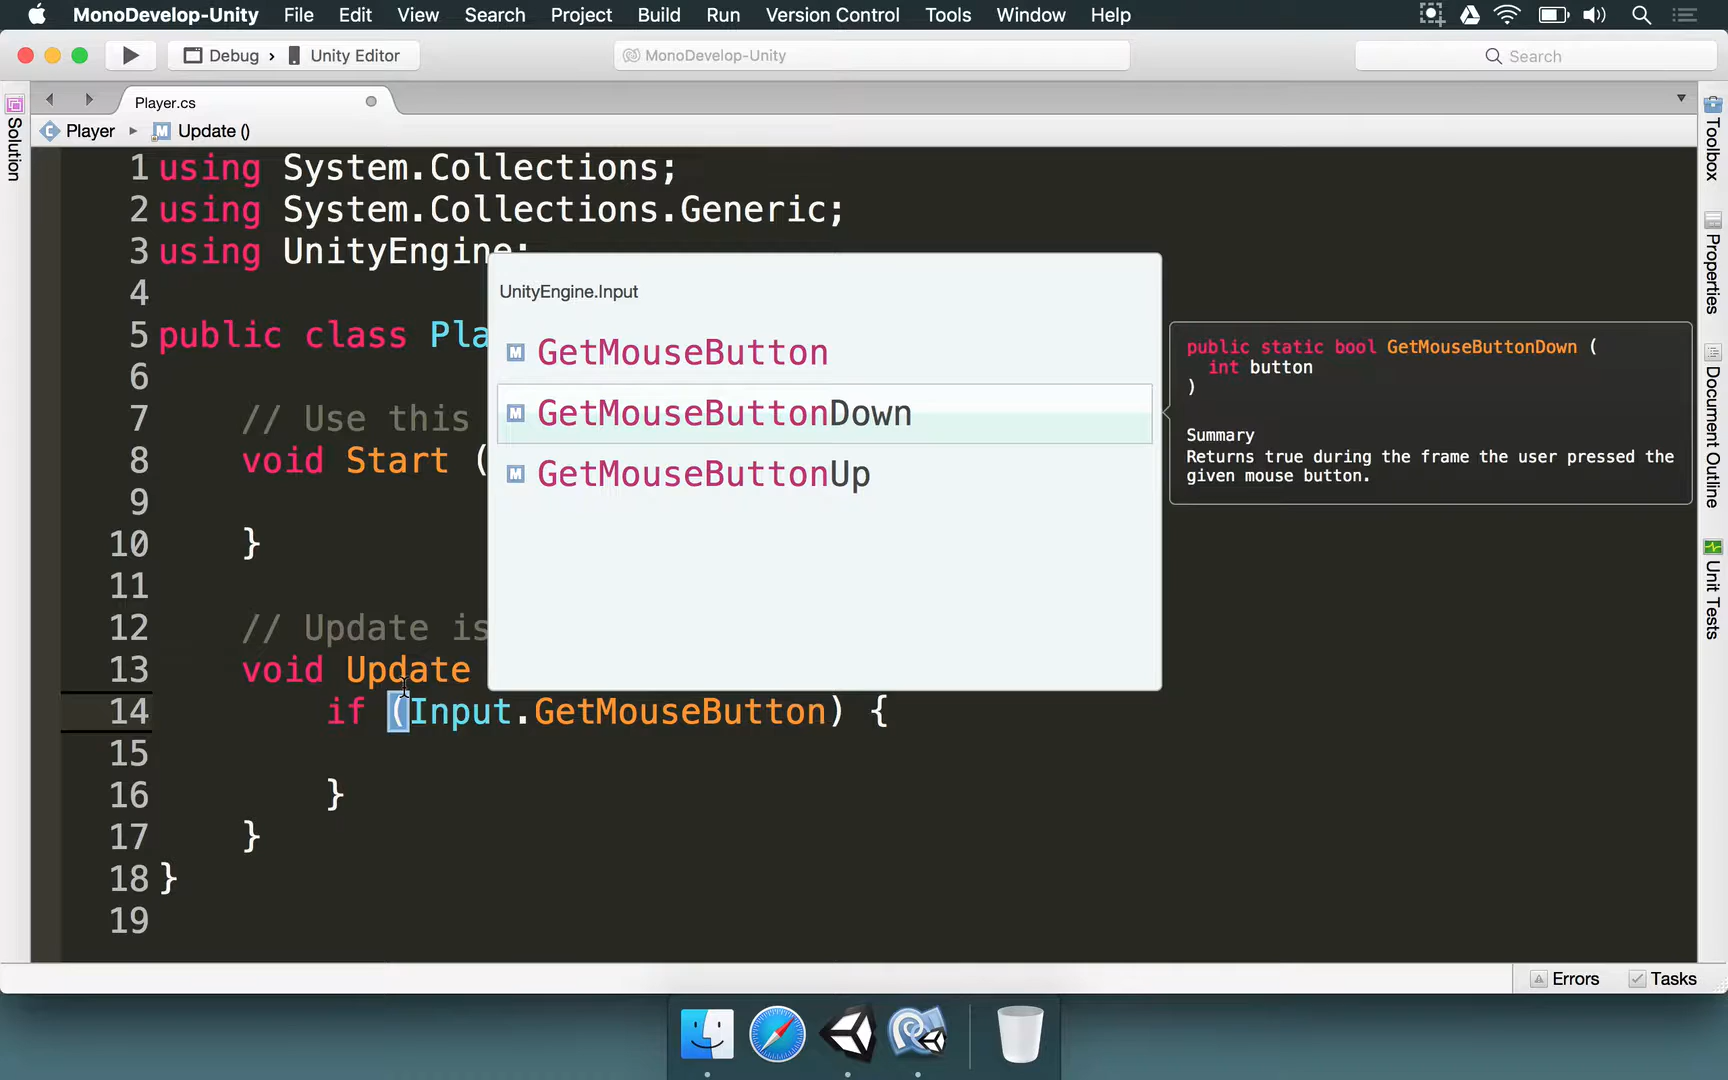 MonoDevelop-Unity File Edit View Search Project Build Run Version Control Tools Window Help
Debug › Unity Editor
MonoDevelop-Unity
Search
Player.cs
Player ▸ M Update ()
Solution
1 using System.Collections;
2 using System.Collections.Generic;
3 using UnityEngine;
4
5 public class Pla
6
7 // Use this
8 void Start (
9
10 }
11
12 // Update is
13 void Update
14 if (Input.GetMouseButton) {
15
16 }
17 }
18 }
19
UnityEngine.Input
M GetMouseButton
M GetMouseButtonDown
M GetMouseButtonUp
public static bool GetMouseButtonDown (
int button
)
Summary
Returns true during the frame the user pressed the
given mouse button.
Toolbox
Properties
Document Outline
Unit Tests
Errors
Tasks